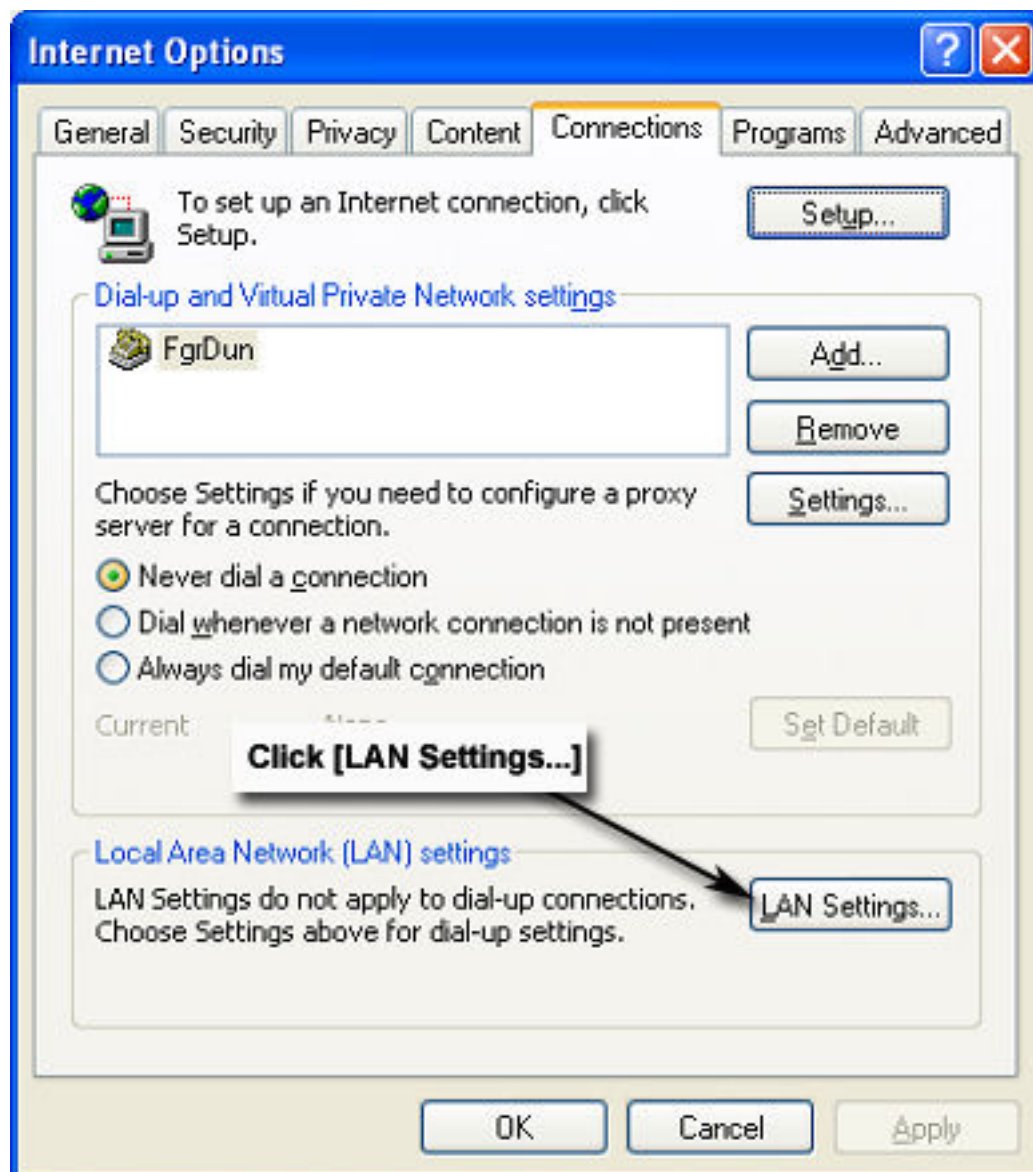 Internet Options
General Security Privacy Content Connections Programs Advanced
To set up an Internet connection, click
Setup.
Setup...
Dial-up and Virtual Private Network settings
FgrDun
Add...
Remove
Choose Settings if you need to configure a proxy
server for a connection.
Settings...
Never dial a connection
Dial whenever a network connection is not present
Always dial my default connection
Current
Set Default
Click [LAN Settings...]
Local Area Network (LAN) settings
LAN Settings do not apply to dial-up connections.
Choose Settings above for dial-up settings.
LAN Settings...
OK Cancel Apply